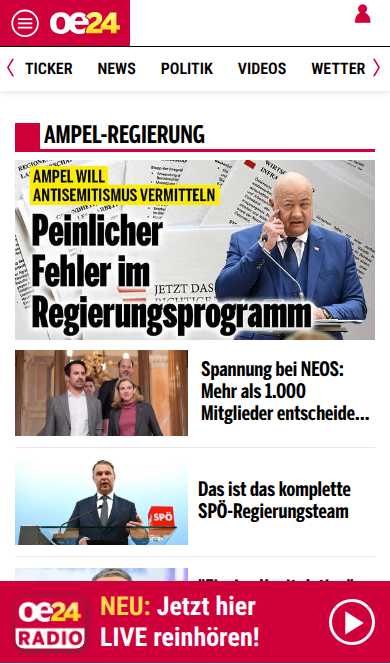 oe24
TICKER NEWS POLITIK VIDEOS WETTER
AMPEL-REGIERUNG
AMPEL WILL
ANTISEMITISMUS VERMITTELN
Peinlicher
Fehler im
Regierungsprogramm
JETZT DAS
Spannung bei NEOS:
Mehr als 1.000
Mitglieder entscheide...
SPÖ
Das ist das komplette
SPÖ-Regierungsteam
oe24
RADIO
NEU: Jetzt hier
LIVE reinhören!